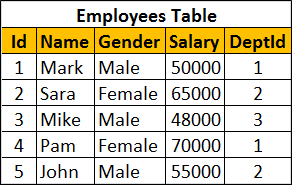 Employees Table
Id Name Gender Salary DeptId
1 Mark Male 50000 1
2 Sara Female 65000 2
3 Mike Male 48000 3
4 Pam Female 70000 1
5 John Male 55000 2